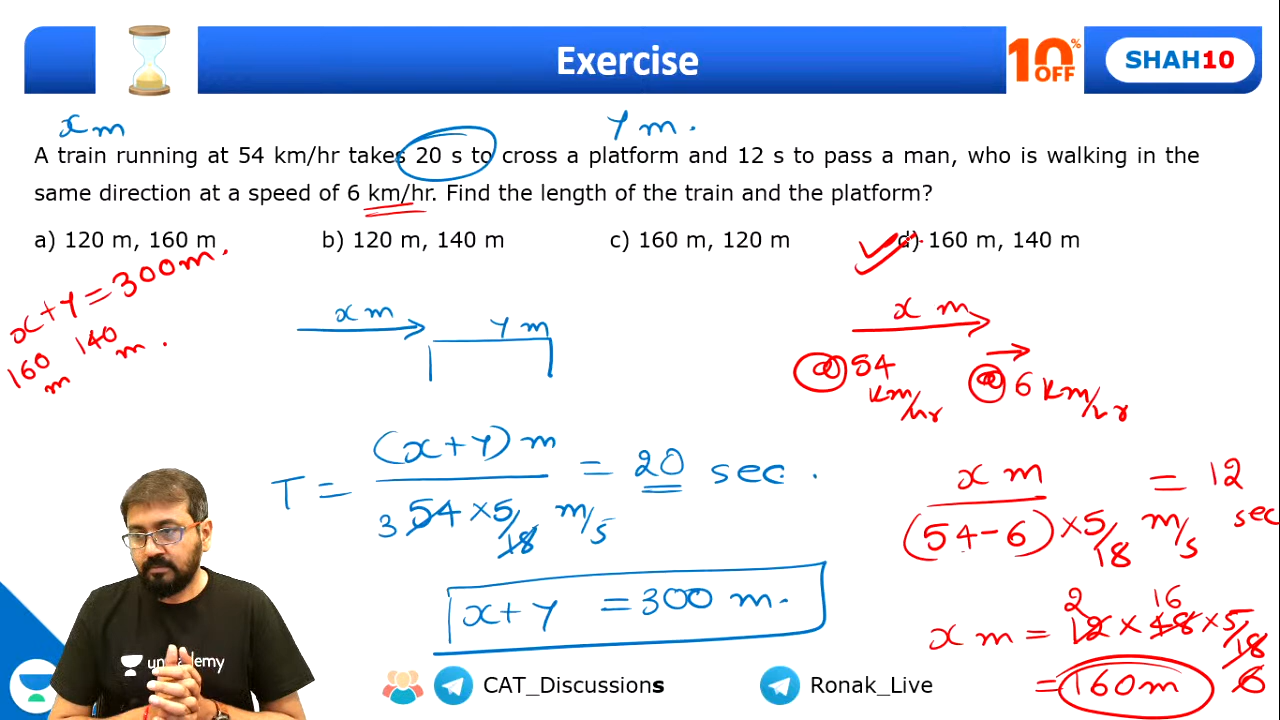 Exercise
10% OFF
SHAH10
x m
y m.
A train running at 54 km/hr takes 20 s to cross a platform and 12 s to pass a man, who is walking in the
same direction at a speed of 6 km/hr. Find the length of the train and the platform?
a) 120 m, 160 m
b) 120 m, 140 m
c) 160 m, 120 m
d) 160 m, 140 m
x+y = 300m.
160 m 140 m.
x m
y m
x m
@ 54 km/hr
@ 6 km/hr
T = (x+y) m / 3 54 × 5/18 m/s = 20 sec.
x+y = 300 m.
x m / (54-6) × 5/18 m/s = 12 sec
2 16
x m = 12 × 48 × 5/18
6
= 160m
unacademy
CAT_Discussions
Ronak_Live